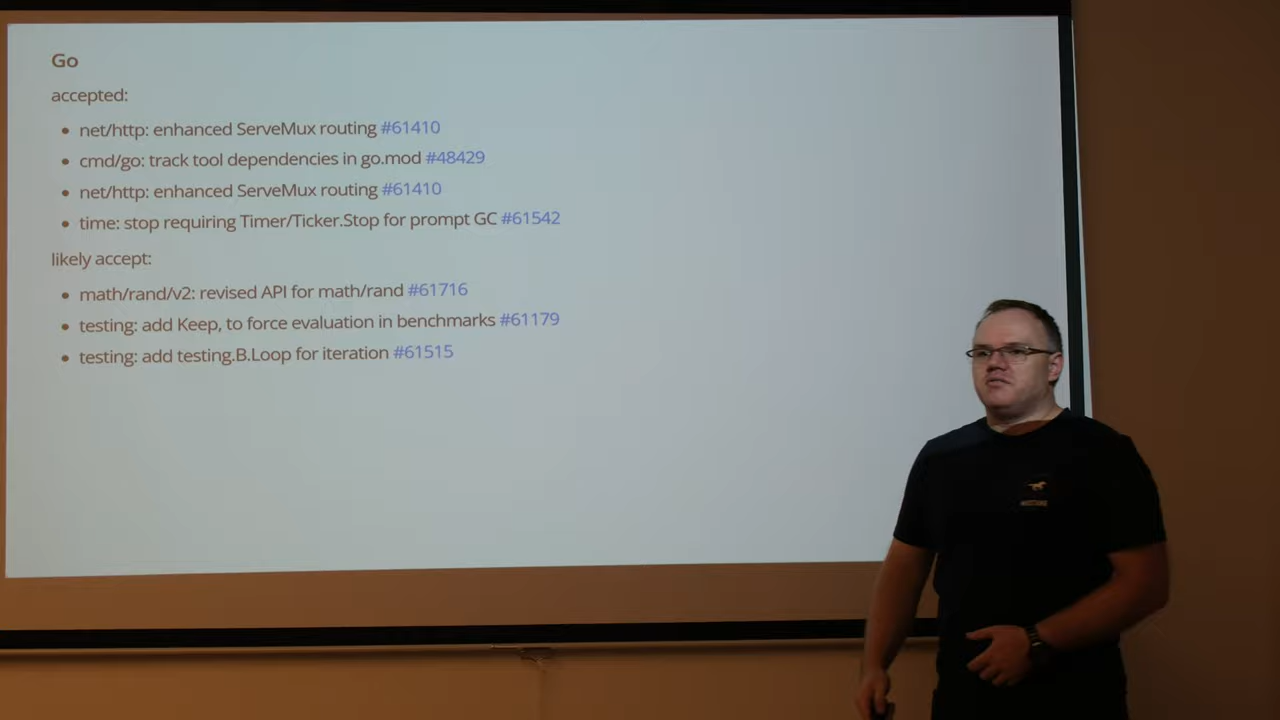 Go
accepted:
• net/http: enhanced ServeMux routing #61410
• cmd/go: track tool dependencies in go.mod #48429
• net/http: enhanced ServeMux routing #61410
• time: stop requiring Timer/Ticker.Stop for prompt GC #61542
likely accept:
• math/rand/v2: revised API for math/rand #61716
• testing: add Keep, to force evaluation in benchmarks #61179
• testing: add testing.B.Loop for iteration #61515